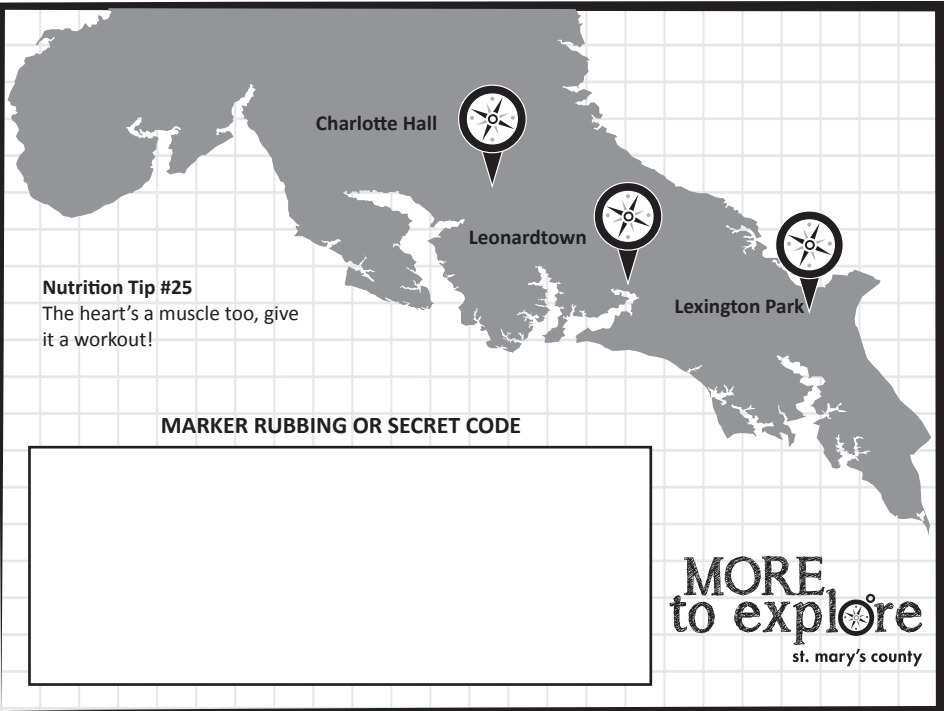 Charlotte Hall
Leonardtown
Lexington Park
Nutrition Tip #25
The heart's a muscle too, give
it a workout!
MARKER RUBBING OR SECRET CODE
MORE
to explore
st. mary's county